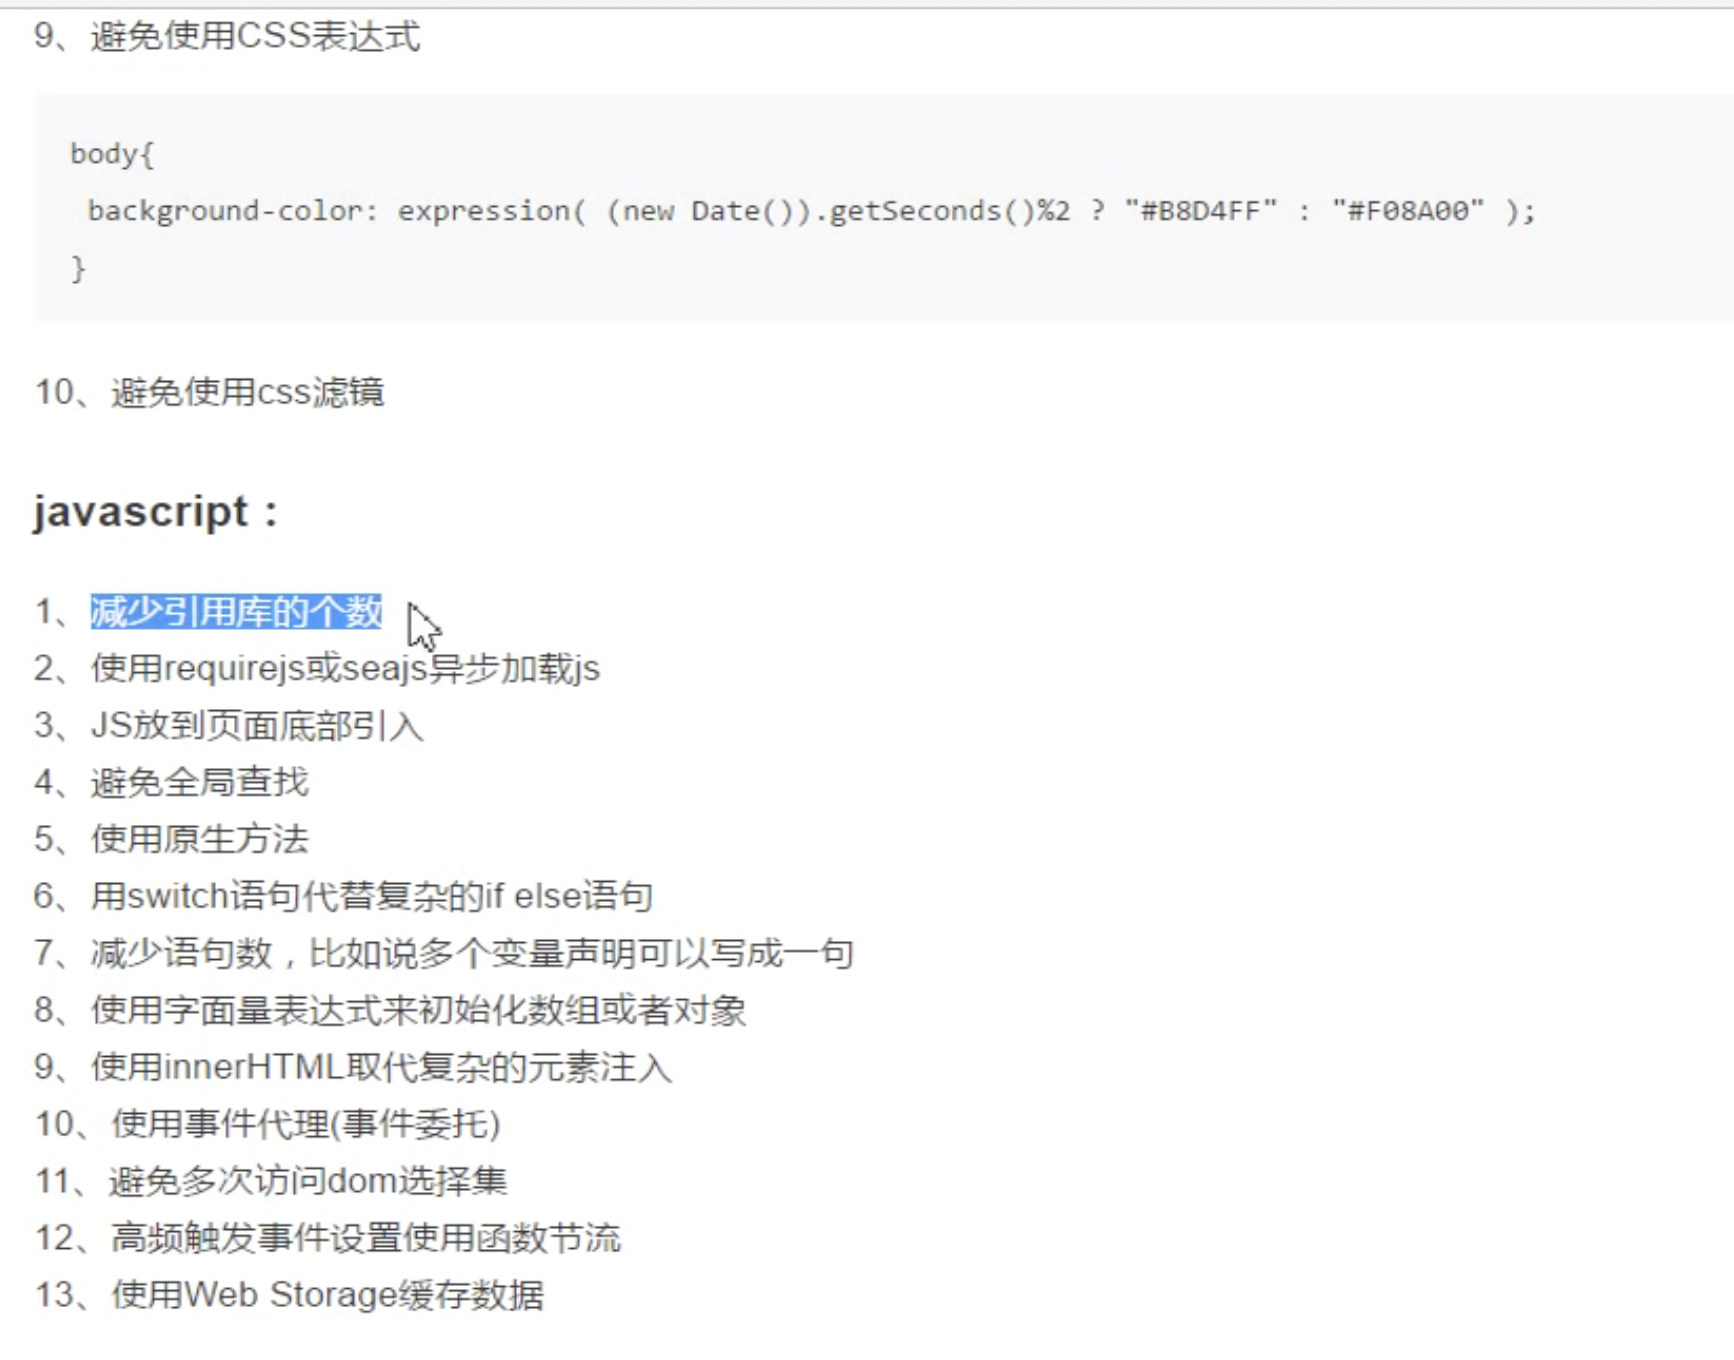 9、避免使用CSS表达式
body{
background-color: expression( (new Date()).getSeconds()%2 ? "#B8D4FF" : "#F08A00" );
}
10、避免使用css滤镜
javascript：
1、减少引用库的个数
2、使用requirejs或seajs异步加载js
3、JS放到页面底部引入
4、避免全局查找
5、使用原生方法
6、用switch语句代替复杂的if else语句
7、减少语句数，比如说多个变量声明可以写成一句
8、使用字面量表达式来初始化数组或者对象
9、使用innerHTML取代复杂的元素注入
10、使用事件代理(事件委托)
11、避免多次访问dom选择集
12、高频触发事件设置使用函数节流
13、使用Web Storage缓存数据